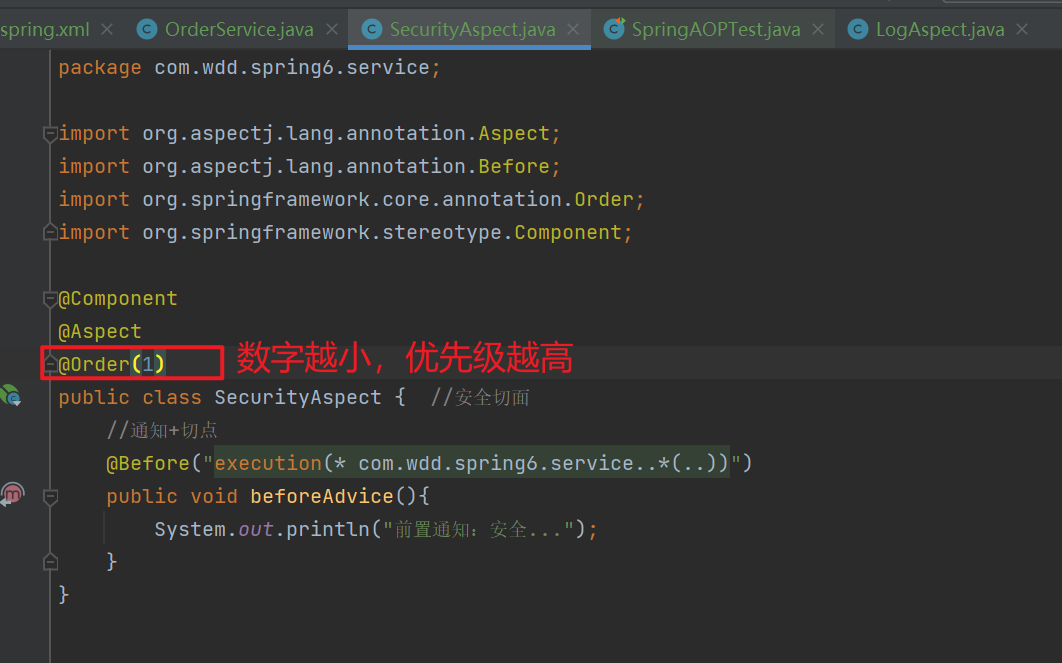 spring.xml OrderService.java SecurityAspect.java SpringAOPTest.java LogAspect.java
package com.wdd.spring6.service;
import org.aspectj.lang.annotation.Aspect;
import org.aspectj.lang.annotation.Before;
import org.springframework.core.annotation.Order;
import org.springframework.stereotype.Component;
@Component
@Aspect
@Order(1) 数字越小，优先级越高
public class SecurityAspect { //安全切面
//通知+切点
@Before("execution(* com.wdd.spring6.service..*(..))")
public void beforeAdvice(){
System.out.println("前置通知：安全...");
}
}